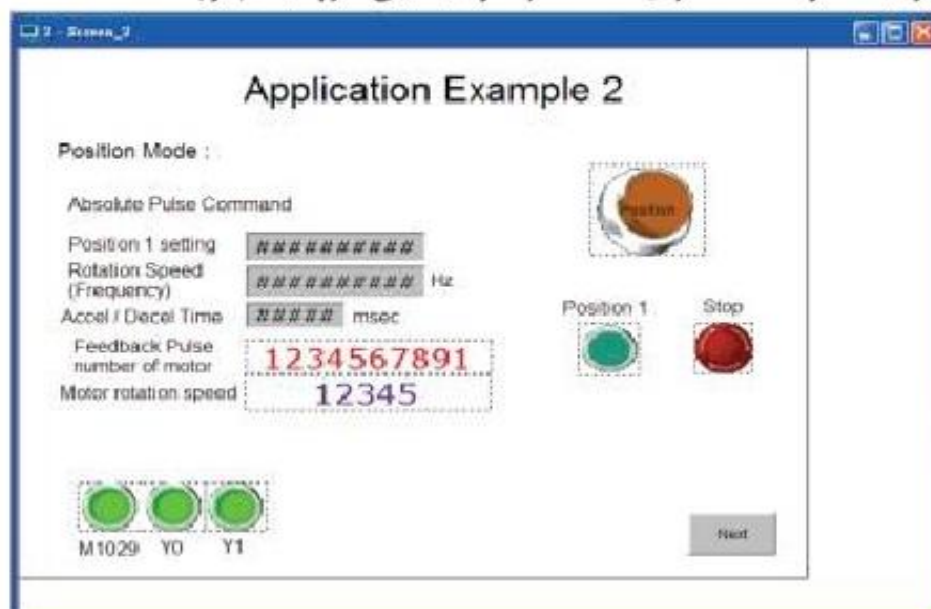 2 - Screen_2
Application Example 2
Position Mode :
Absolute Pulse Command
Position 1 setting ##########
Rotation Speed (Frequency) ########## Hz
Accel / Decel Time ##### msec
Feedback Pulse number of motor 1234567891
Motor rotation speed 12345
Position
Position 1 Stop
M1029 Y0 Y1
Next